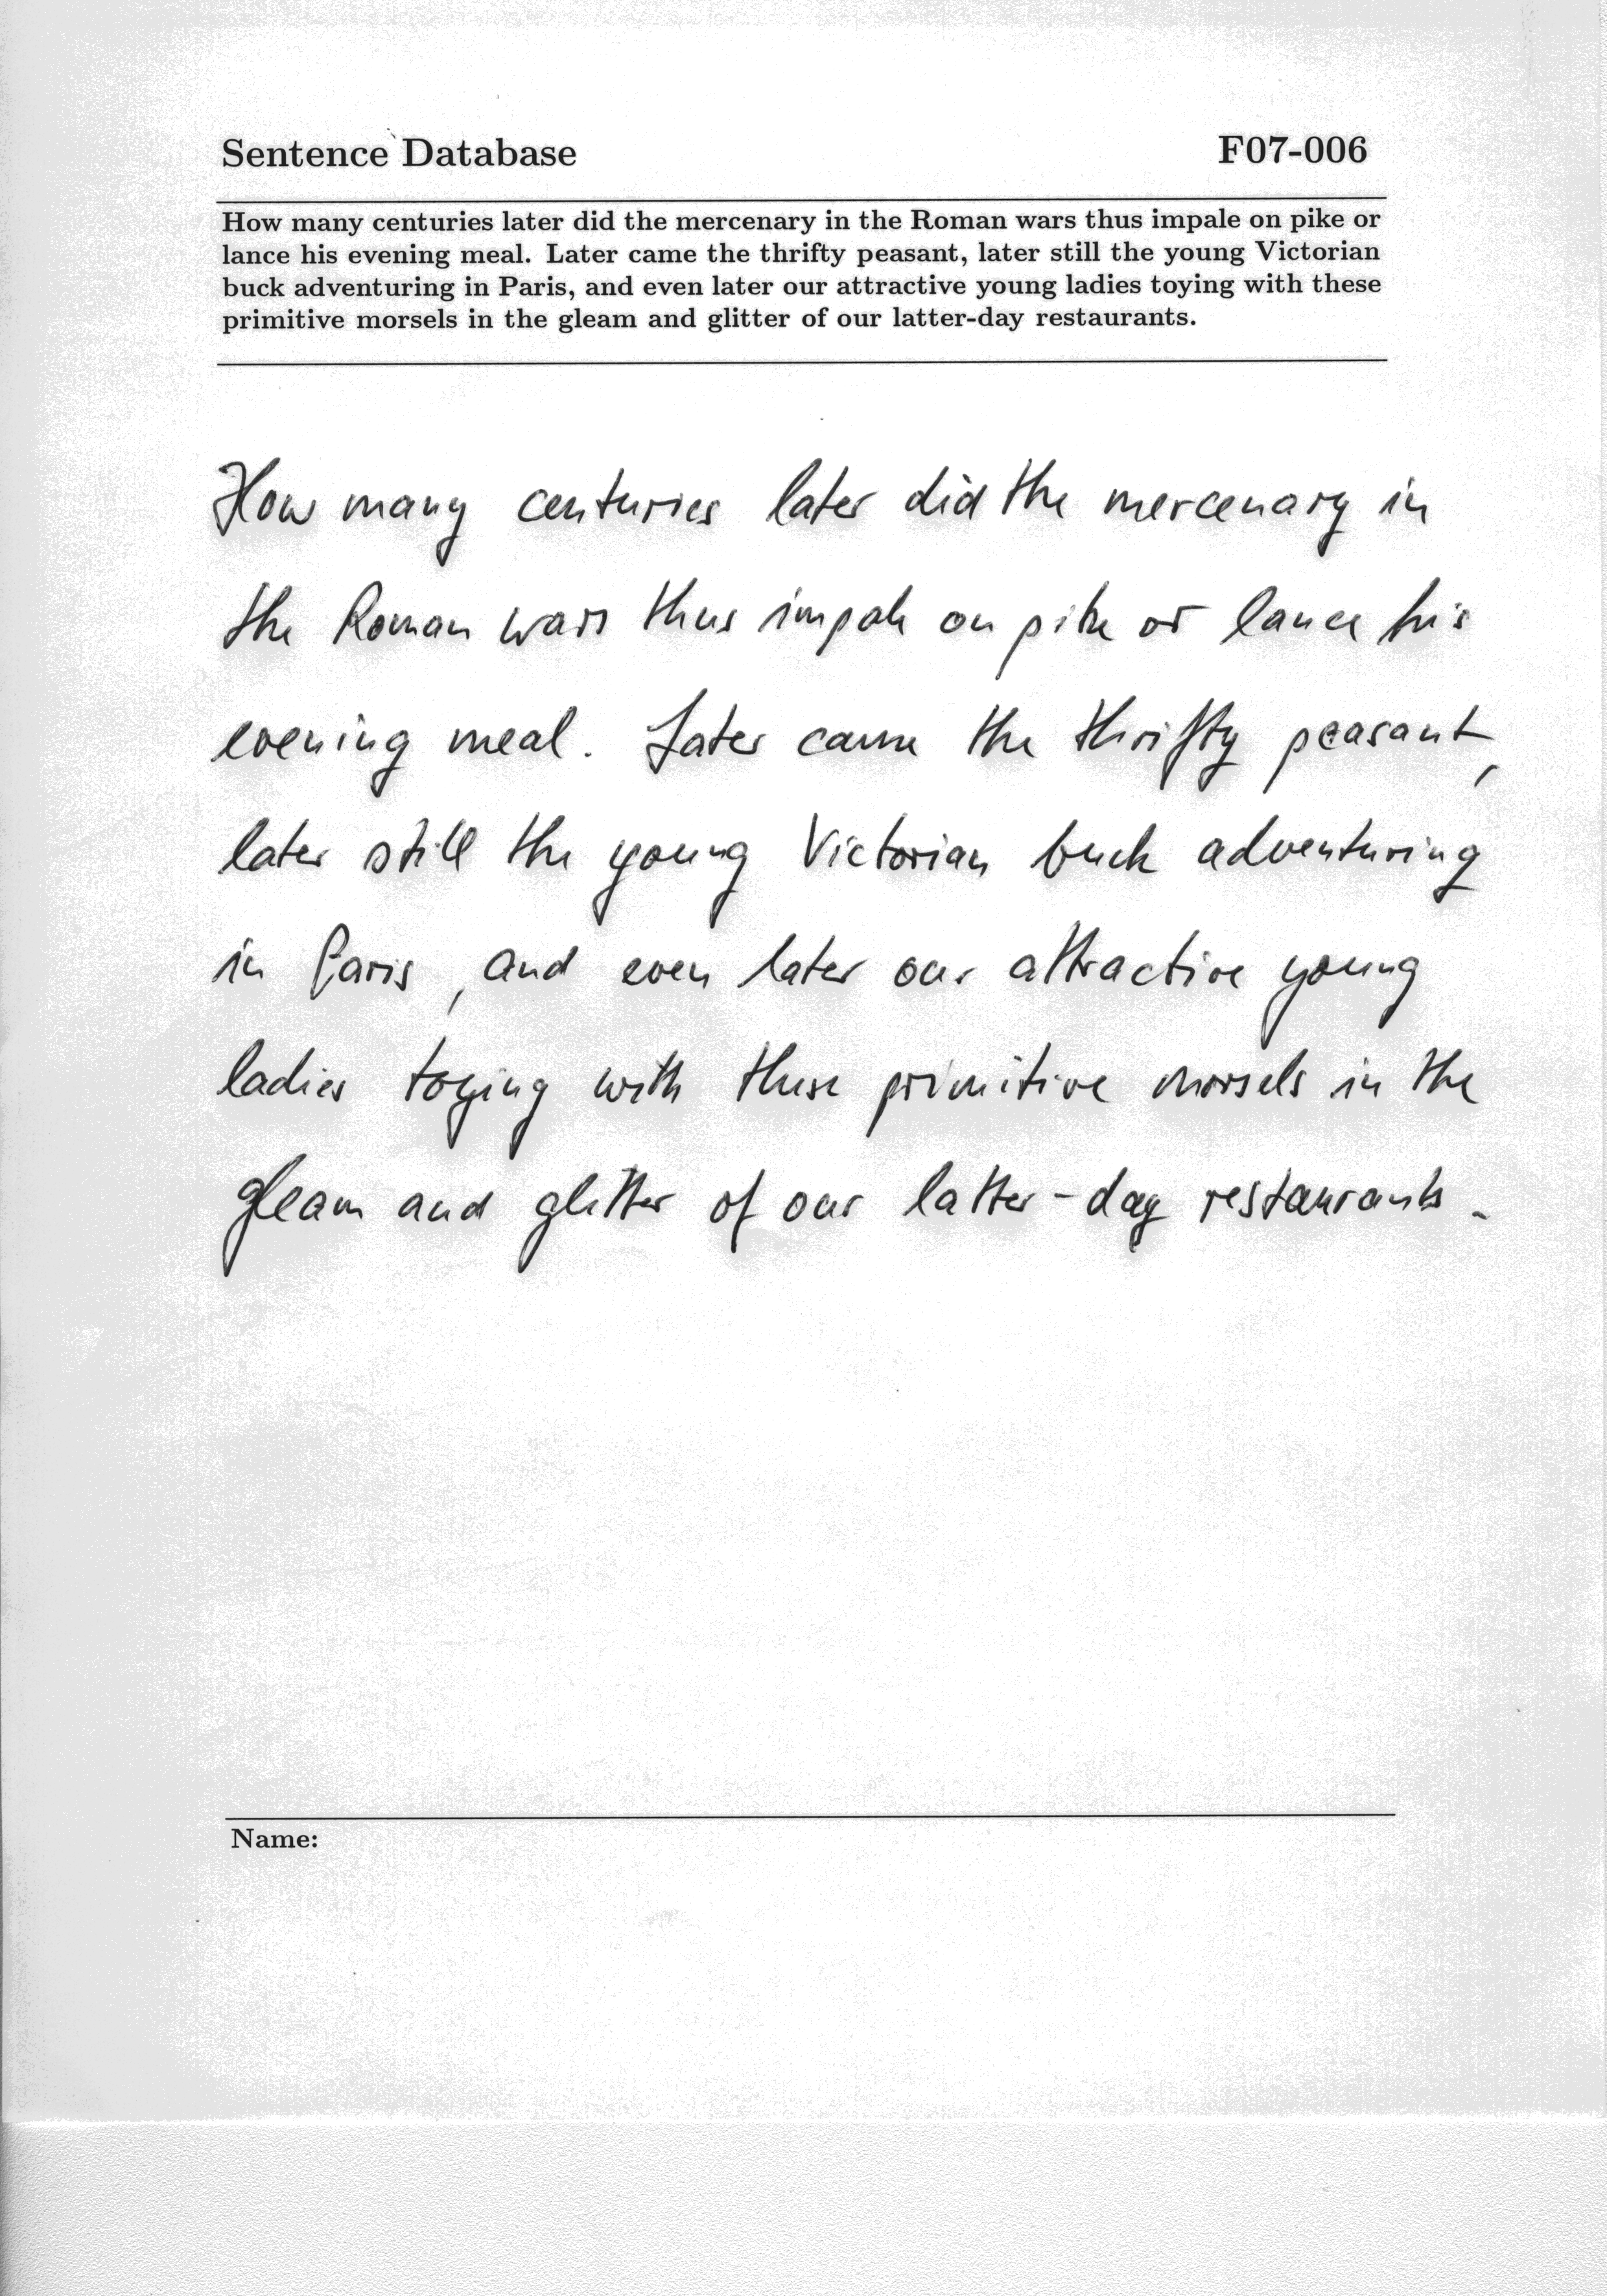 Sentence Database F07-006
How many centuries later did the mercenary in the Roman wars thus impale on pike or
lance his evening meal. Later came the thrifty peasant, later still the young Victorian
buck adventuring in Paris, and even later our attractive young ladies toying with these
primitive morsels in the gleam and glitter of our latter-day restaurants.
How many centuries later did the mercenary in
the Roman wars thus impale on pike or lance his
evening meal. Later came the thrifty peasant,
later still the young Victorian buck adventuring
in Paris, and even later our attractive young
ladies toying with these primitive morsels in the
gleam and glitter of our latter-day restaurants.
Name: